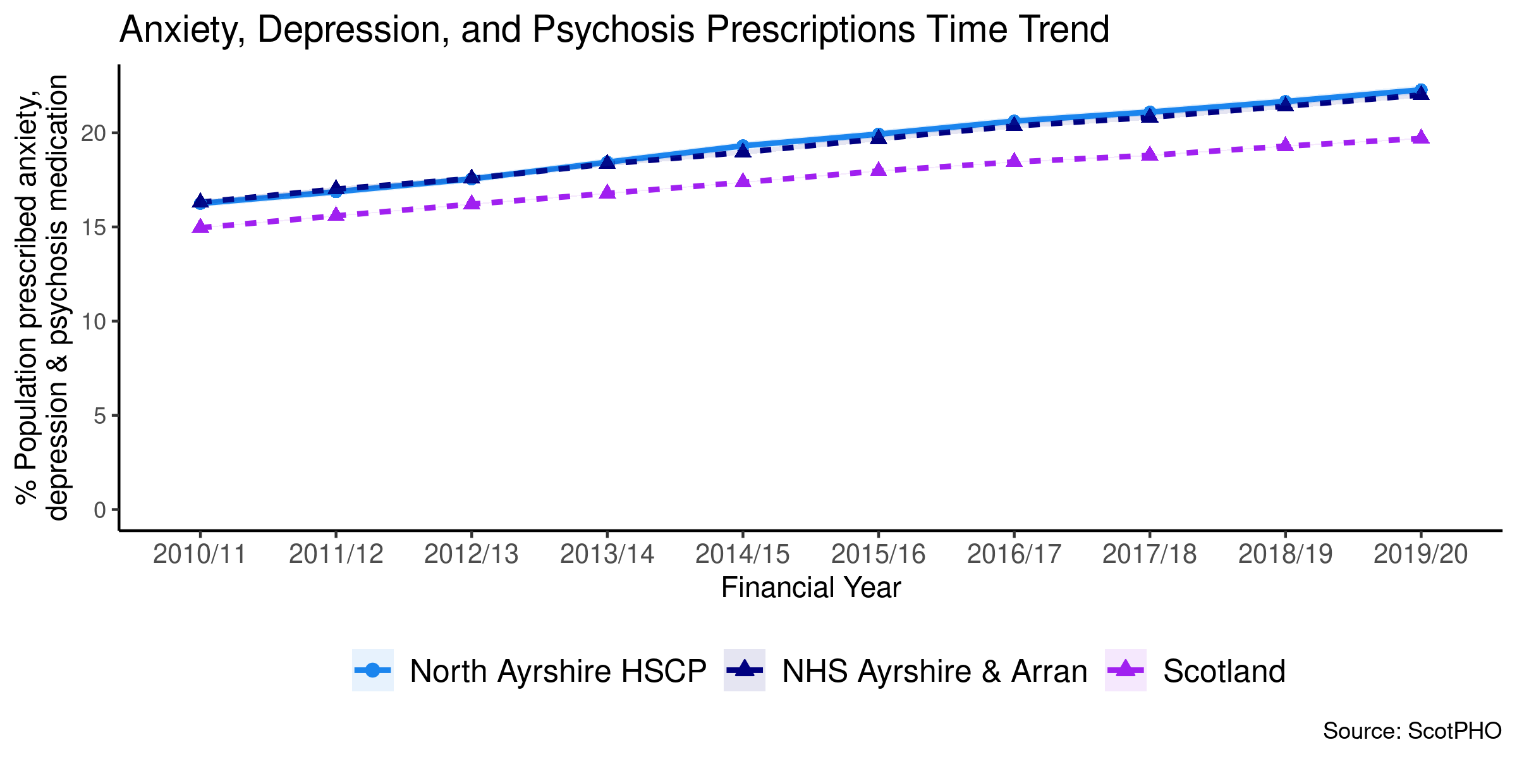 Anxiety, Depression, and Psychosis Prescriptions Time Trend
% Population prescribed anxiety,
depression & psychosis medication
20
15
10
5
0
2010/11 2011/12 2012/13 2013/14 2014/15 2015/16 2016/17 2017/18 2018/19 2019/20
Financial Year
North Ayrshire HSCP NHS Ayrshire & Arran Scotland
Source: ScotPHO